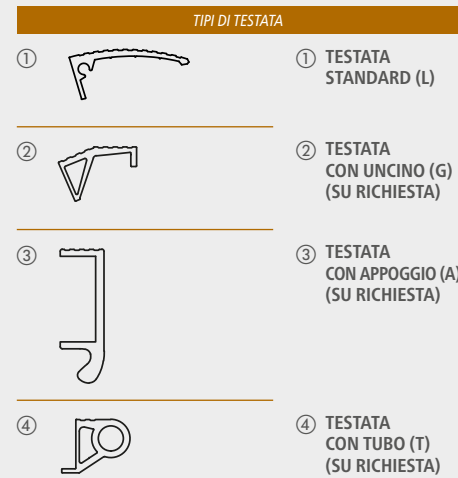 TIPI DI TESTATA
① ① TESTATA
STANDARD (L)
② ② TESTATA
CON UNCINO (G)
(SU RICHIESTA)
③ ③ TESTATA
CON APPOGGIO (A)
(SU RICHIESTA)
④ ④ TESTATA
CON TUBO (T)
(SU RICHIESTA)